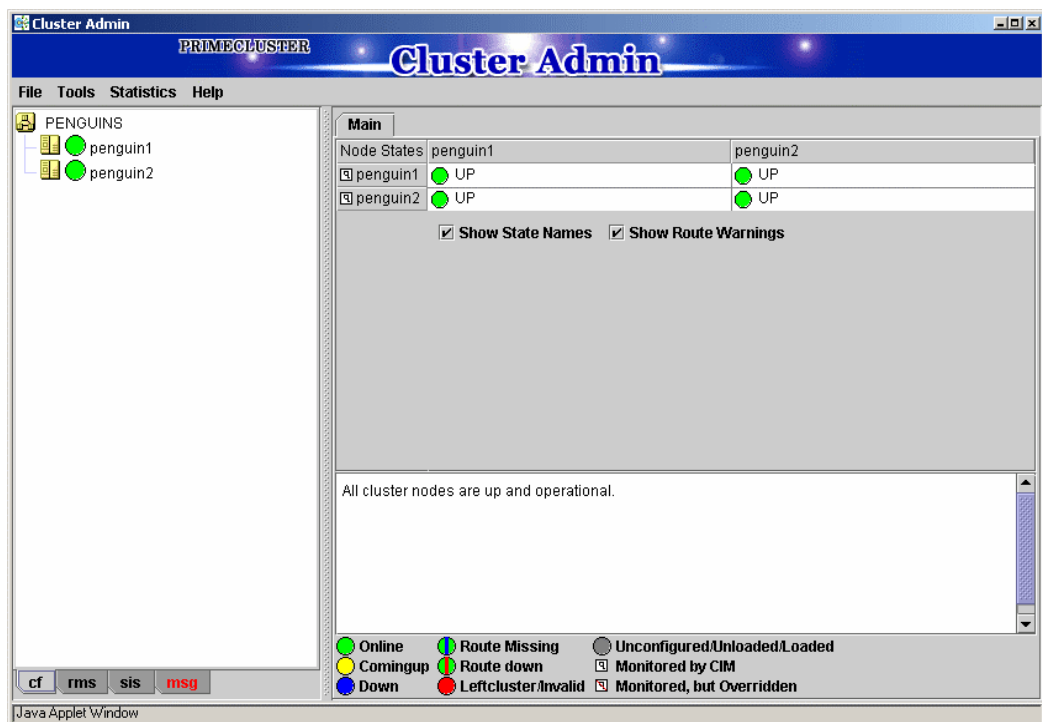 Cluster Admin
PRIMECLUSTER
Cluster Admin
File Tools Statistics Help
PENGUINS
penguin1
penguin2
Main
Node States penguin1 penguin2
penguin1 UP UP
penguin2 UP UP
Show State Names Show Route Warnings
All cluster nodes are up and operational.
Online Route Missing Unconfigured/Unloaded/Loaded
Comingup Route down Monitored by CIM
Down Leftcluster/Invalid Monitored, but Overridden
cf rms sis msg
Java Applet Window